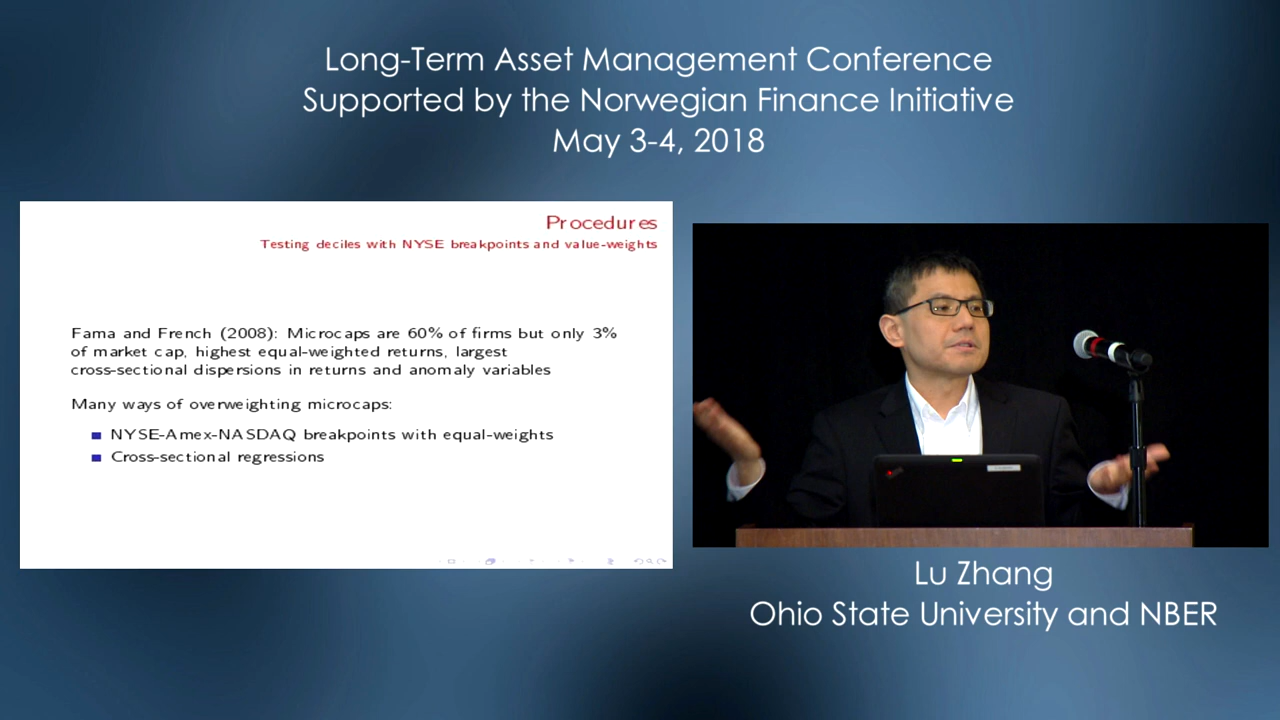 Long-Term Asset Management Conference
Supported by the Norwegian Finance Initiative
May 3-4, 2018
Procedures
Testing deciles with NYSE breakpoints and value-weights
Fama and French (2008): Microcaps are 60% of firms but only 3%
of market cap, highest equal-weighted returns, largest
cross-sectional dispersions in returns and anomaly variables
Many ways of overweighting microcaps:
NYSE-Amex-NASDAQ breakpoints with equal-weights
Cross-sectional regressions
Lu Zhang
Ohio State University and NBER